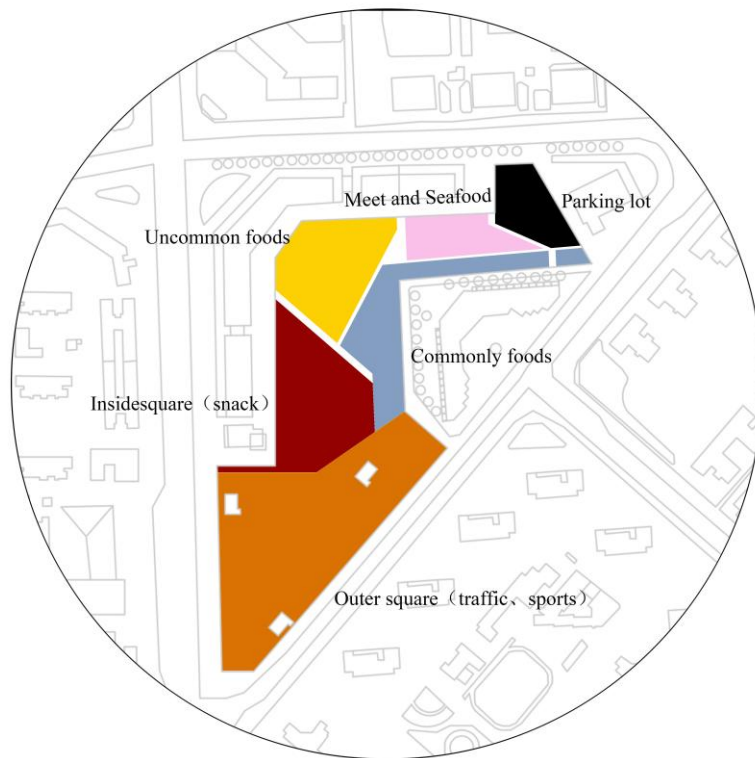 Meet and Seafood
Parking lot
Uncommon foods
Commonly foods
Insidesquare（snack）
Outer square（traffic、sports）